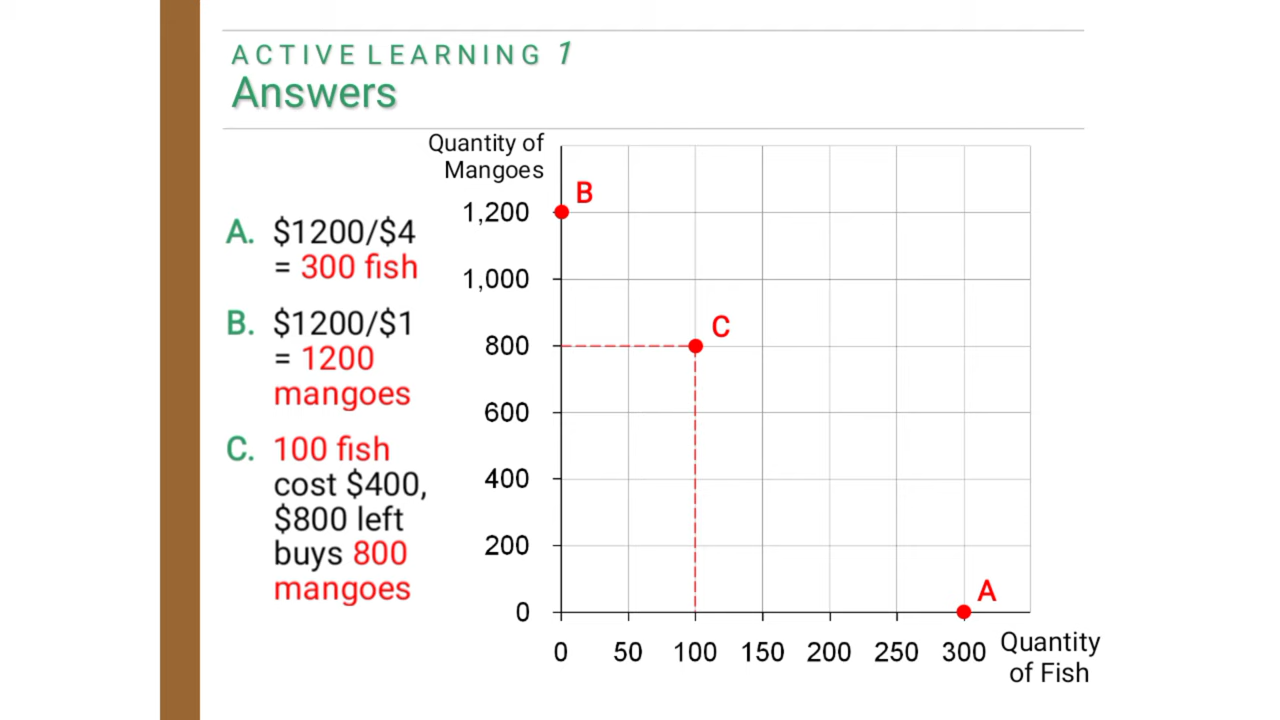 ACTIVE LEARNING 1
Answers
A. $1200/$4
= 300 fish
B. $1200/$1
= 1200
mangoes
C. 100 fish
cost $400,
$800 left
buys 800
mangoes
Quantity of
Mangoes
1,200
1,000
800
600
400
200
0
B
C
A
0 50 100 150 200 250 300
Quantity
of Fish